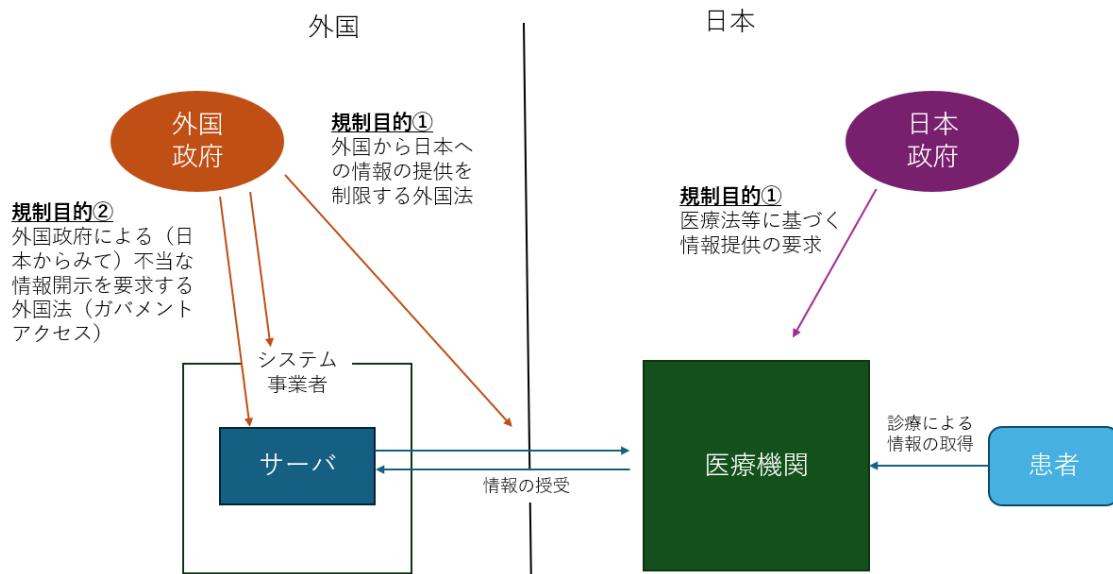 外国
日本
外国
政府
規制目的①
外国から日本へ
の情報の提供を
制限する外国法
日本
政府
規制目的①
医療法等に基づく
情報提供の要求
規制目的②
外国政府による（日
本からみて）不当な
情報開示を要求する
外国法（ガバメント
アクセス）
システム
事業者
サーバ
情報の授受
医療機関
診療による
情報の取得
患者